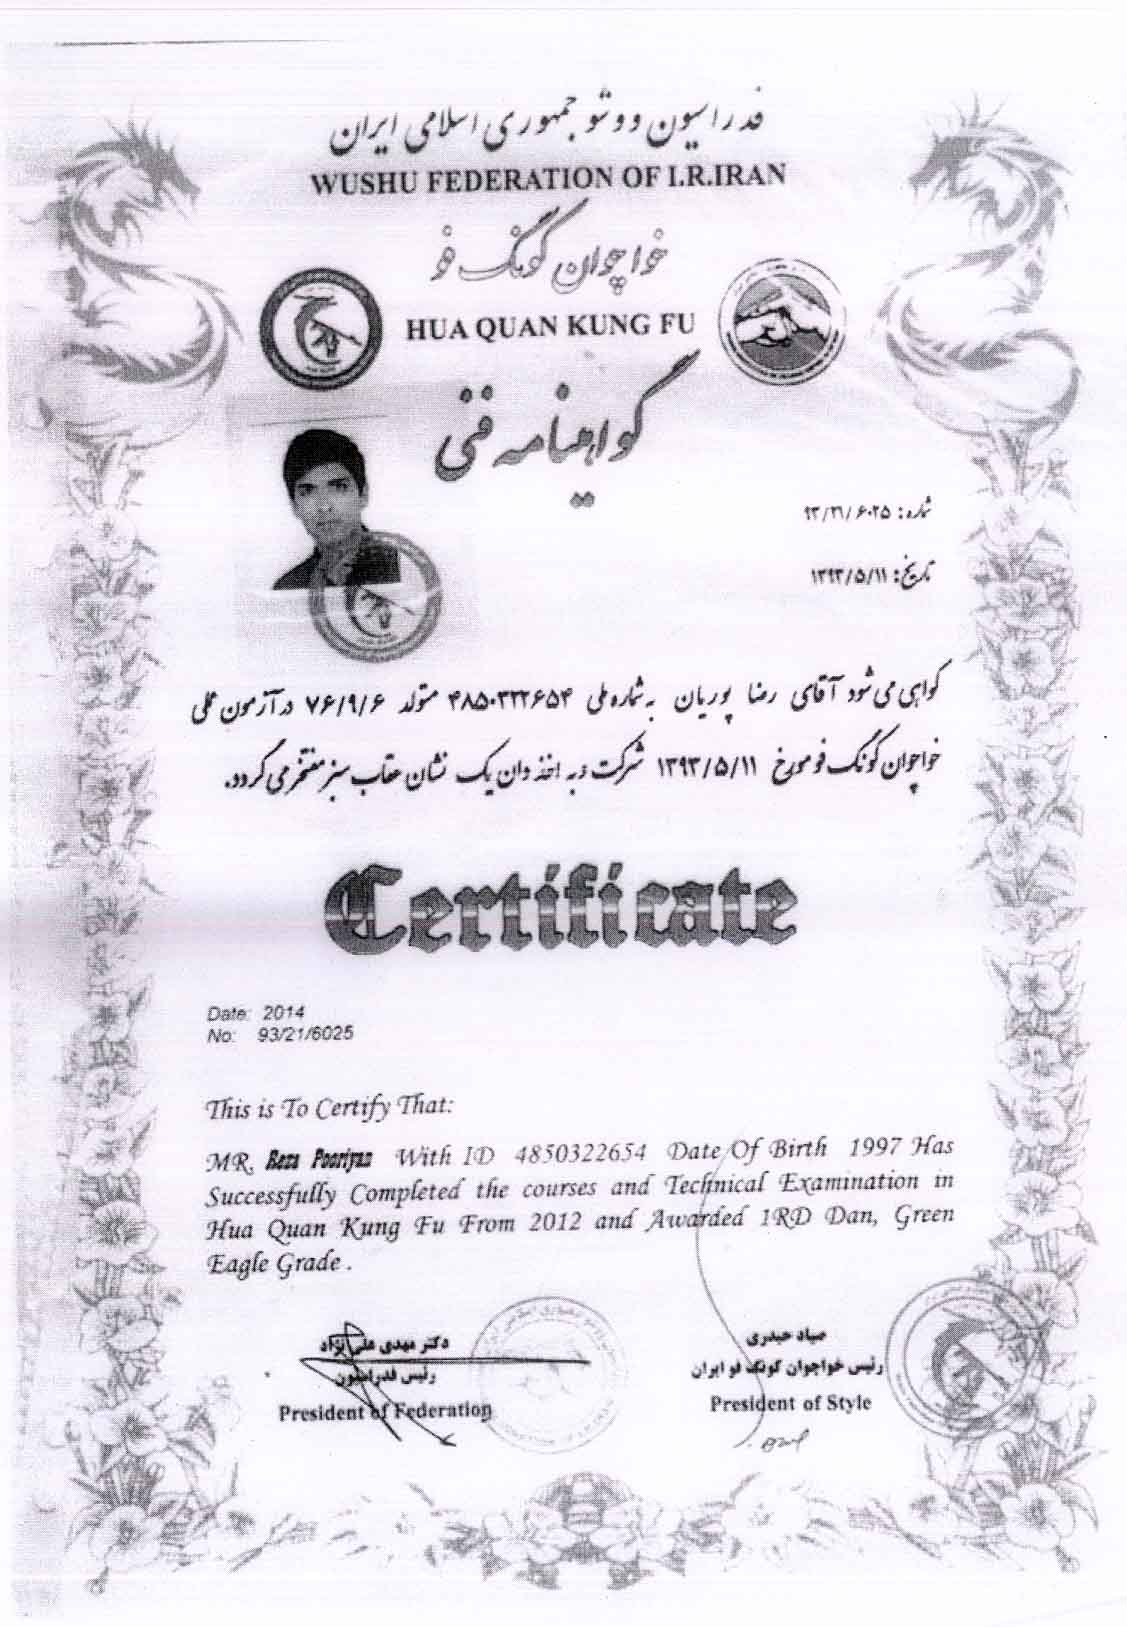 فدراسیون ووشو جمهوری اسلامی ایران
WUSHU FEDERATION OF I.R.IRAN
خواچوان کونگ فو
HUA QUAN KUNG FU
گواهینامه فنی
شماره: ۹۳/۲۱/۶۰۲۵
تاریخ: ۱۳۹۳/۵/۱۱
گواهی می شود آقای رضا پوریان به شماره ملی ۴۸۵۰۳۲۲۶۵۴ متولد ۷۶/۹/۶ در آزمون ملی
خواچوان کونگ فو مورخ ۱۳۹۳/۵/۱۱ شرکت و به اخذ دان یک نشان عقاب سبز مفتخر می گردد.
Certificate
Date: 2014
No: 93/21/6025
This is To Certify That:
MR, Reza Pooriyan With ID 4850322654 Date Of Birth 1997 Has
Successfully Completed the courses and Technical Examination in
Hua Quan Kung Fu From 2012 and Awarded 1RD Dan, Green
Eagle Grade .
دکتر مهدی علی نژاد
رئیس فدراسیون
President of Federation
صیاد حیدری
رئیس خواچوان کونگ فو ایران
President of Style